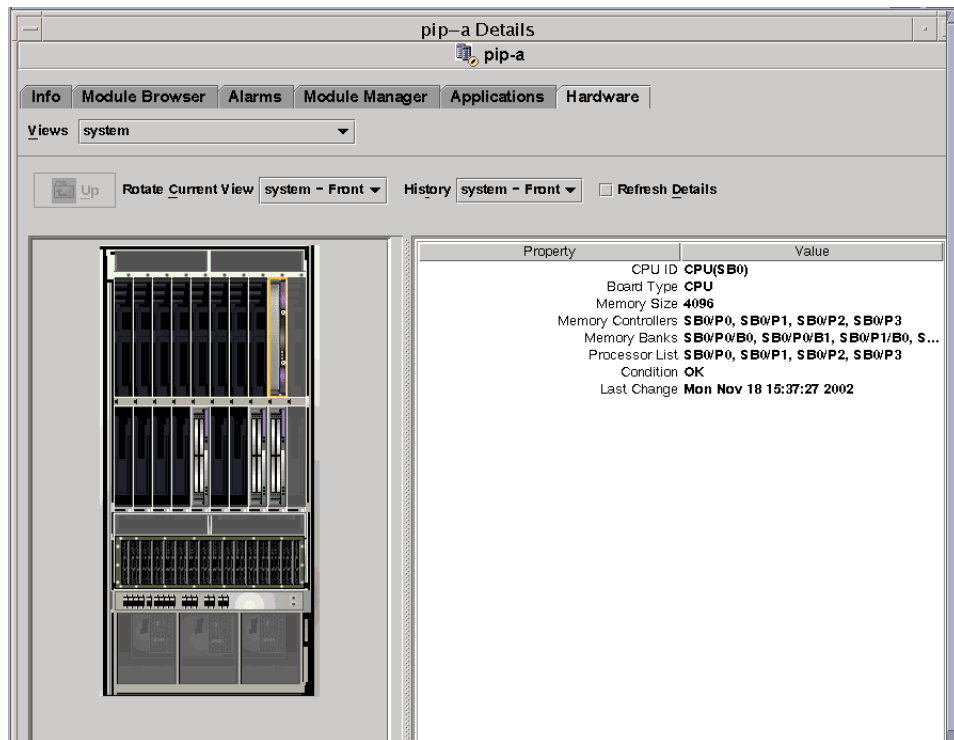 pip–a Details
pip-a
Info Module Browser Alarms Module Manager Applications Hardware
Views system
Up Rotate Current View system – Front History system – Front Refresh Details
Property Value
CPU ID CPU(SB0)
Board Type CPU
Memory Size 4096
Memory Controllers SB0/P0, SB0/P1, SB0/P2, SB0/P3
Memory Banks SB0/P0/B0, SB0/P0/B1, SB0/P1/B0, S...
Processor List SB0/P0, SB0/P1, SB0/P2, SB0/P3
Condition OK
Last Change Mon Nov 18 15:37:27 2002